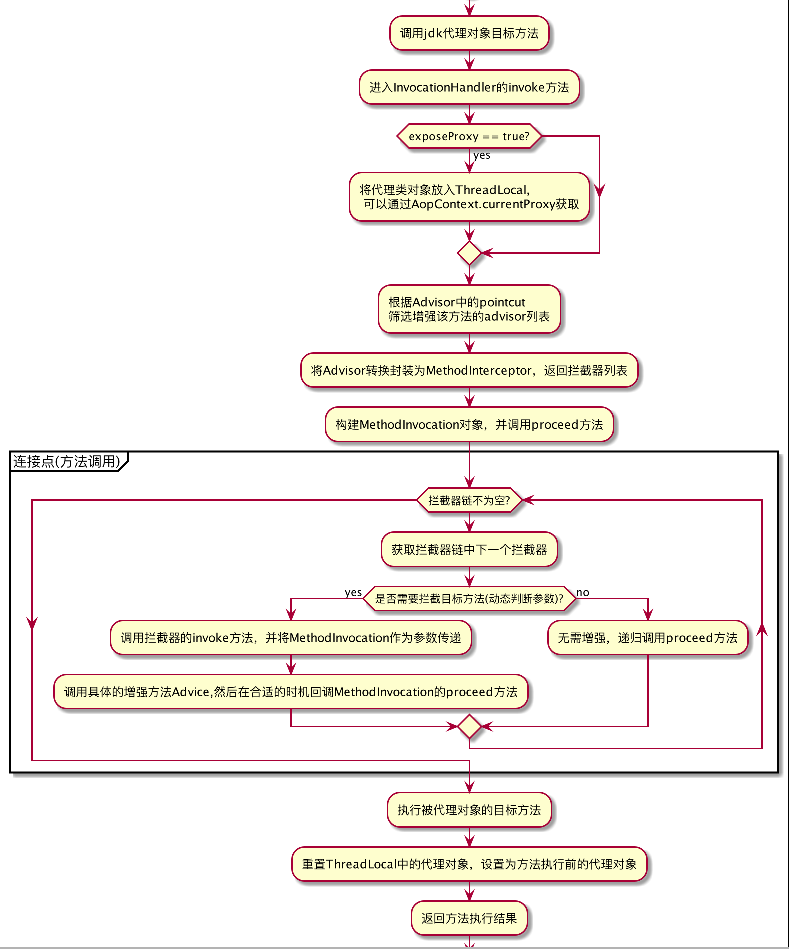 调用jdk代理对象目标方法
进入InvocationHandler的invoke方法
exposeProxy == true?
yes
将代理类对象放入ThreadLocal,
可以通过AopContext.currentProxy获取
根据Advisor中的pointcut
筛选增强该方法的advisor列表
将Advisor转换封装为MethodInterceptor，返回拦截器列表
构建MethodInvocation对象，并调用proceed方法
连接点(方法调用)
拦截器链不为空?
获取拦截器链中下一个拦截器
yes
是否需要拦截目标方法(动态判断参数)?
no
调用拦截器的invoke方法，并将MethodInvocation作为参数传递
无需增强，递归调用proceed方法
调用具体的增强方法Advice,然后在合适的时机回调MethodInvocation的proceed方法
执行被代理对象的目标方法
重置ThreadLocal中的代理对象，设置为方法执行前的代理对象
返回方法执行结果